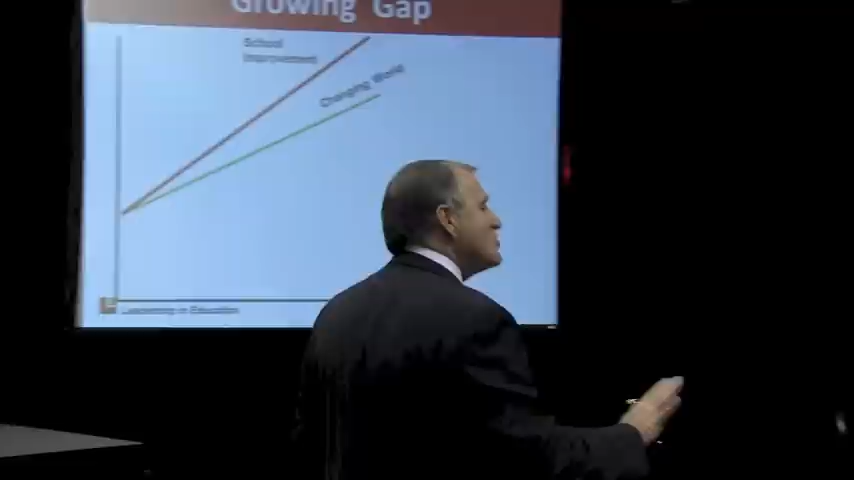 Growing Gap
School
Improvement
Changing World
Leadership in Education